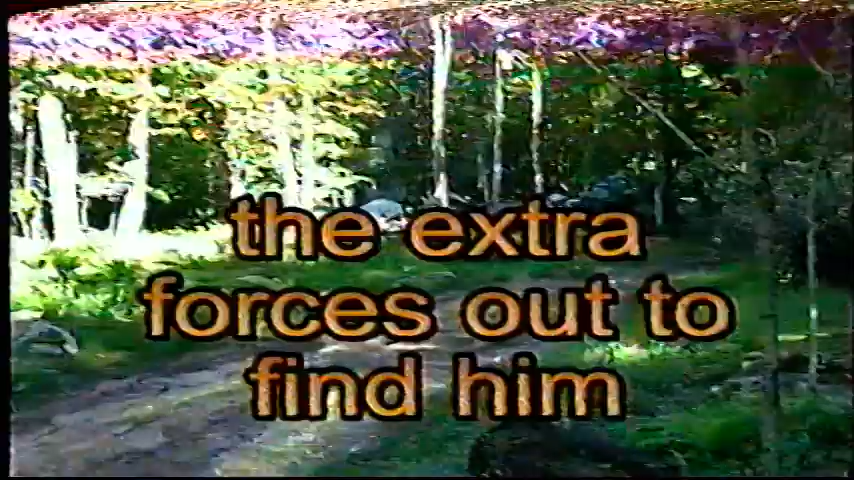 the extra
forces out to
find him